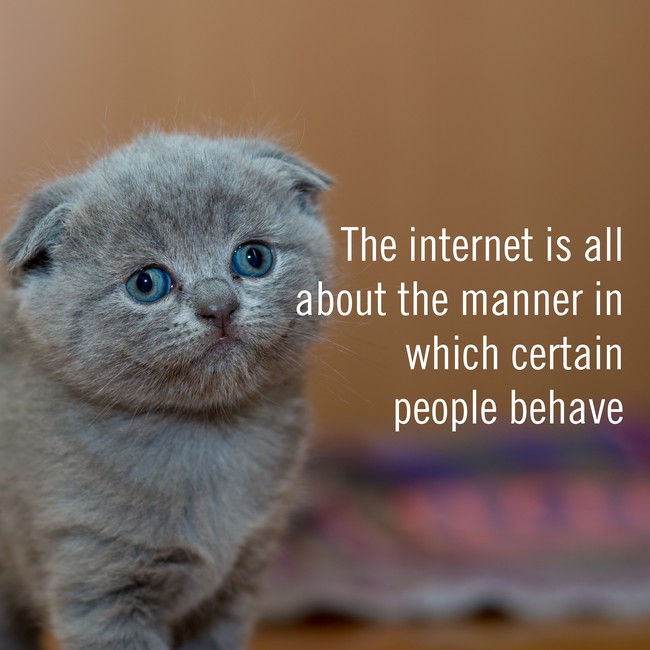 The internet is all
about the manner in
which certain
people behave